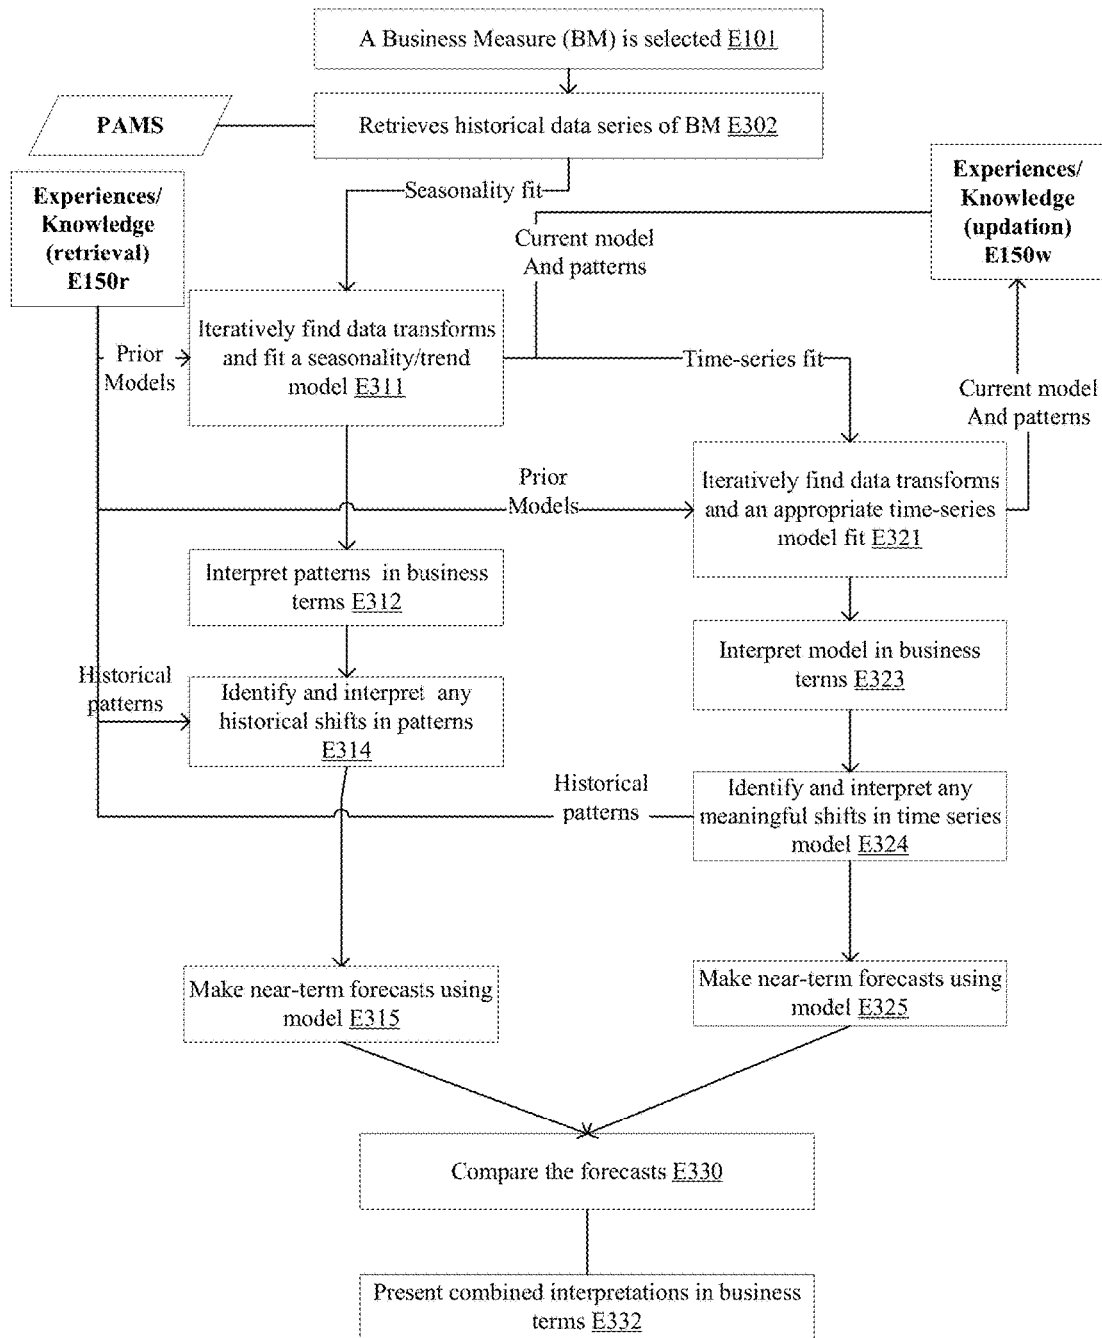 A Business Measure (BM) is selected E101
PAMS
Retrieves historical data series of BM E302
Experiences/
Knowledge
(retrieval)
E150r
Seasonality fit
Current model
And patterns
Experiences/
Knowledge
(updation)
E150w
Prior
Models
Iteratively find data transforms
and fit a seasonality/trend
model E311
Time-series fit
Current model
And patterns
Prior
Models
Iteratively find data transforms
and an appropriate time-series
model fit E321
Interpret patterns in business
terms E312
Interpret model in business
terms E323
Historical
patterns
Identify and interpret any
historical shifts in patterns
E314
Historical
patterns
Identify and interpret any
meaningful shifts in time series
model E324
Make near-term forecasts using
model E315
Make near-term forecasts using
model E325
Compare the forecasts E330
Present combined interpretations in business
terms E332